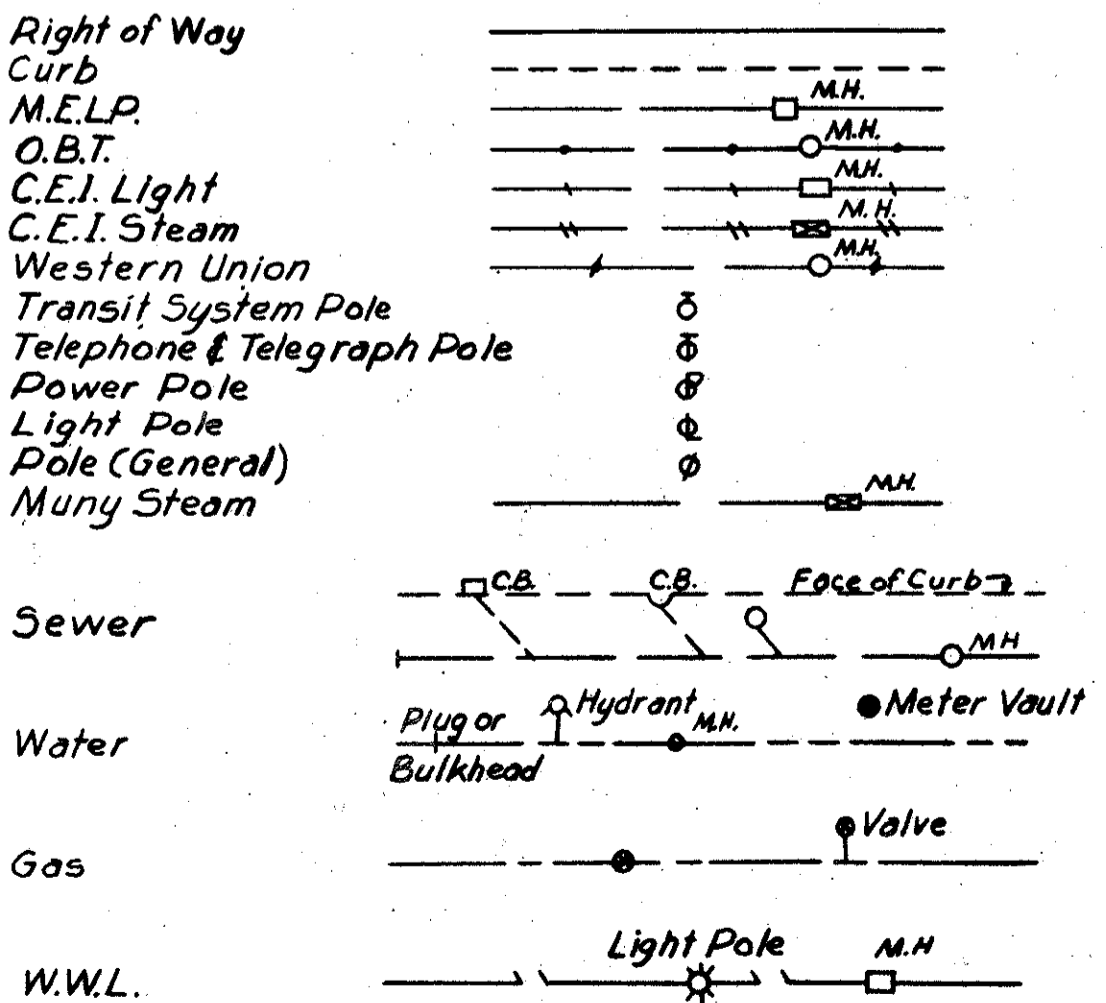 Right of Way
Curb
M.E.L.P. M.H.
O.B.T. M.H.
C.E.I. Light M.H.
C.E.I. Steam M.H.
Western Union M.H.
Transit System Pole
Telephone & Telegraph Pole
Power Pole
Light Pole
Pole (General)
Muny Steam M.H.
C.B. C.B. Face of Curb
Sewer MH
Hydrant Meter Vault
Water Plug or M.H.
Bulkhead
Valve
Gas
Light Pole M.H
W.W.L.